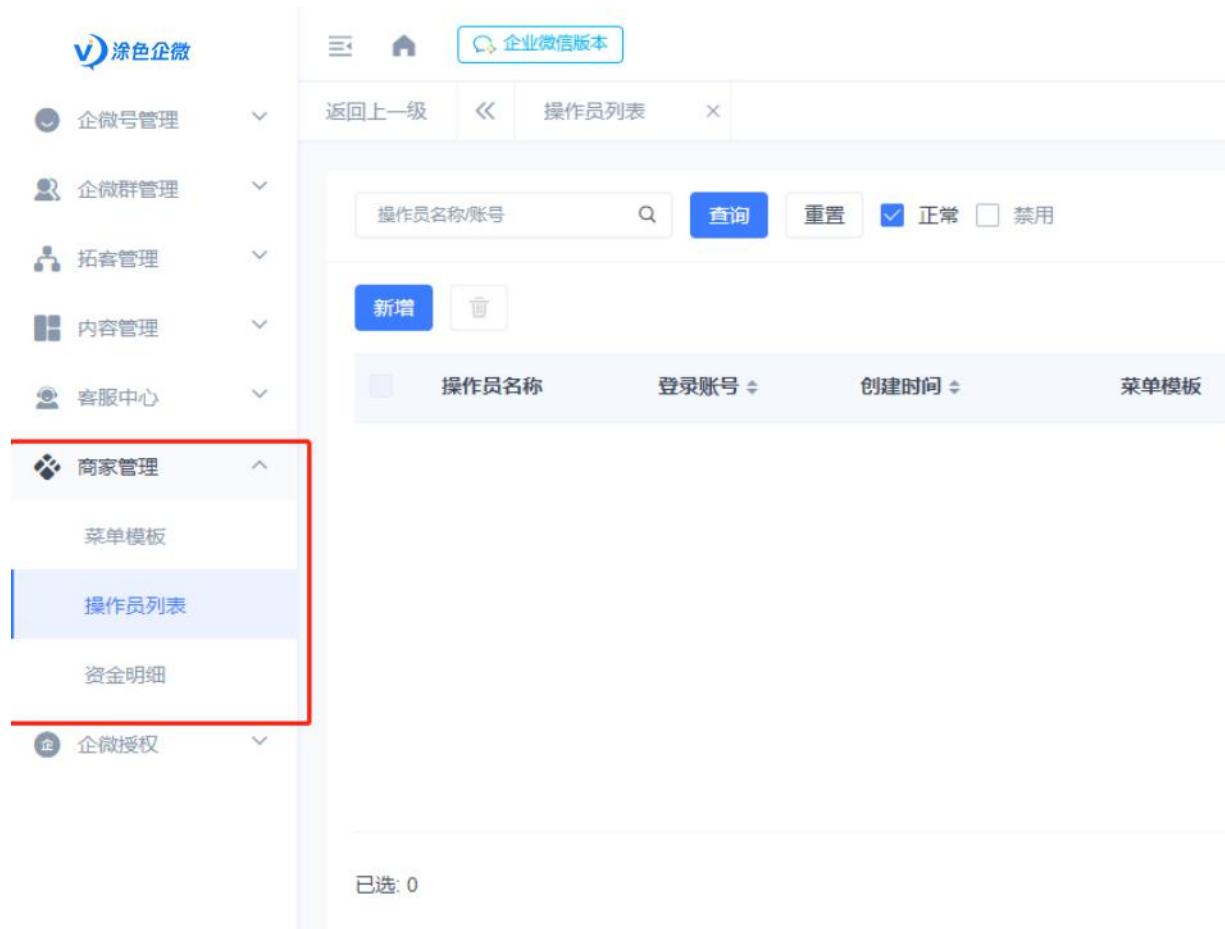 涂色企微
企业微信版本
企微号管理
企微群管理
拓客管理
内容管理
客服中心
商家管理
菜单模板
操作员列表
资金明细
企微授权
返回上一级 操作员列表
操作员名称/账号 查询 重置 正常 禁用
新增
操作员名称 登录账号 创建时间 菜单模板
已选: 0